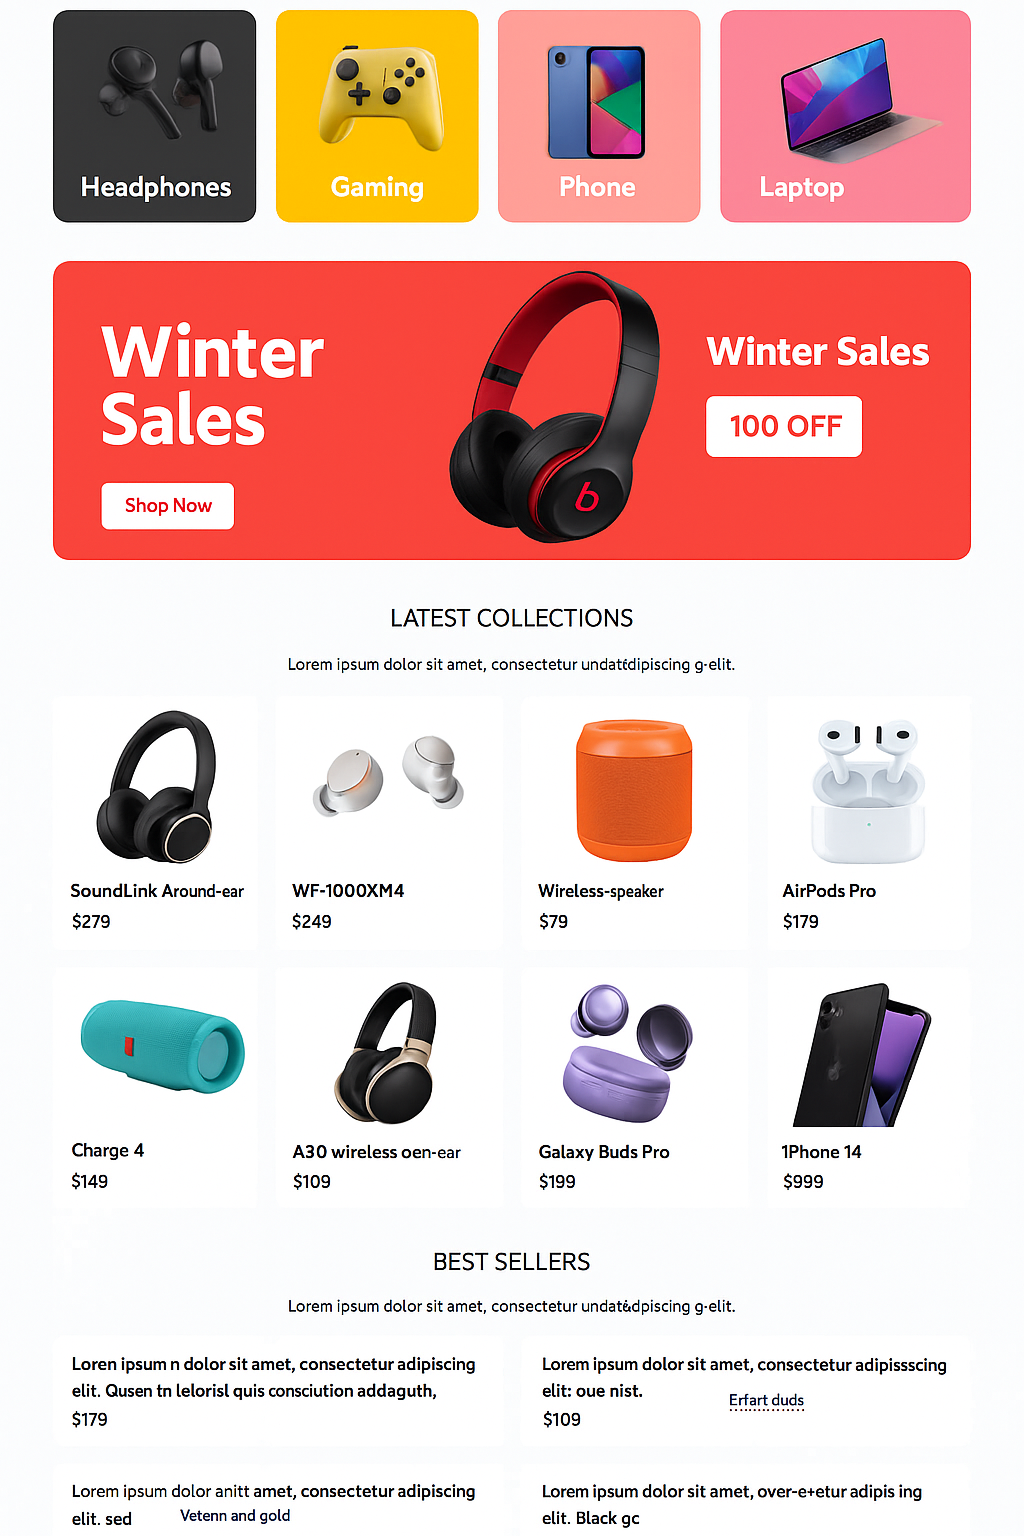 Headphones
Gaming
Phone
Laptop
Winter
Sales
Shop Now
b
Winter Sales
100 OFF
LATEST COLLECTIONS
Lorem ipsum dolor sit amet, consectetur g-elit.
SoundLink Around-ear
$279
WF-1000XM4
$249
Wireless-speaker
$79
AirPods Pro
$179
Charge 4
$149
A30 wireless oen-ear
$109
Galaxy Buds Pro
$199
1Phone 14
$999
BEST SELLERS
Lorem ipsum dolor sit amet, consectetur g-elit.
Loren ipsum n dolor sit amet, consectetur adipiscing
elit. Qusen tn lelorisl quis consciution addaguth,
$179
Lorem ipsum dolor sit amet, consectetur adipissscing
elit: oue nist.
Erfart duds
$109
Lorem ipsum dolor anitt amet, consectetur adipiscing
elit. sed
Vetenn and gold
Lorem ipsum dolor sit amet, over-e+etur adipis ing
elit. Black gc